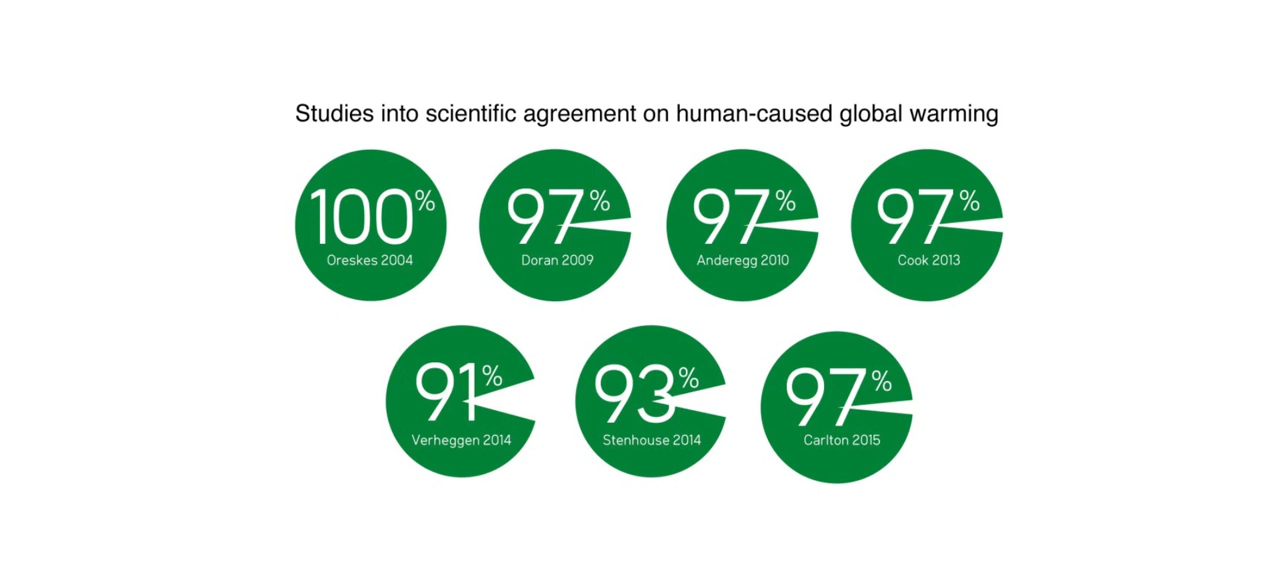 Studies into scientific agreement on human-caused global warming
100%
Oreskes 2004
97%
Doran 2009
97%
Anderegg 2010
97%
Cook 2013
91%
Verheggen 2014
93%
Stenhouse 2014
97%
Carlton 2015